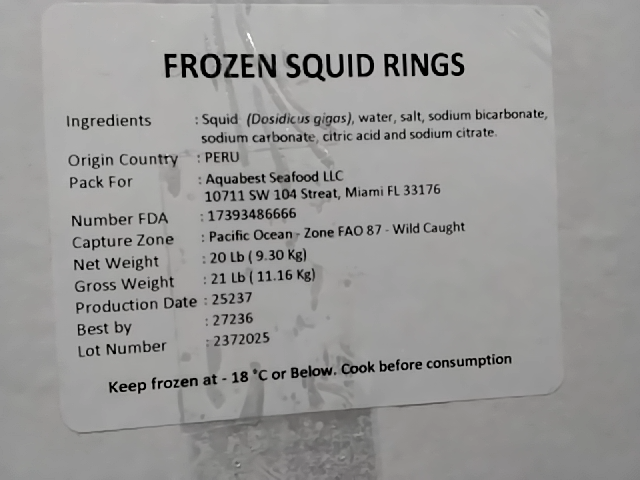 FROZEN SQUID RINGS
Ingredients : Squid (Dosidicus gigas), water, salt, sodium bicarbonate,
sodium carbonate, citric acid and sodium citrate.
Origin Country : PERU
Pack For : Aquabest Seafood LLC
10711 SW 104 Streat, Miami FL 33176
Number FDA : 17393486666
Capture Zone : Pacific Ocean - Zone FAO 87 - Wild Caught
Net Weight : 20 Lb ( 9.30 Kg)
Gross Weight : 21 Lb ( 11.16 Kg)
Production Date : 25237
Best by : 27236
Lot Number : 2372025
Keep frozen at - 18 °C or Below. Cook before consumption